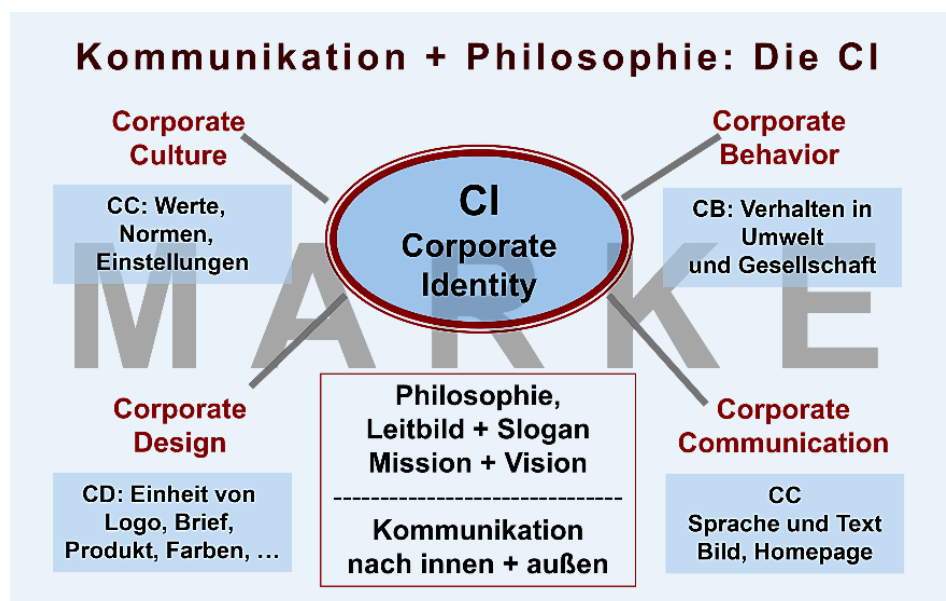 Kommunikation + Philosophie: Die CI
Corporate
Culture
CC: Werte,
Normen,
Einstellungen
CI
Corporate
Identity
Corporate
Behavior
CB: Verhalten in
Umwelt
und Gesellschaft
MARKE
Corporate
Design
CD: Einheit von
Logo, Brief,
Produkt, Farben, …
Philosophie,
Leitbild + Slogan
Mission + Vision
-------------------------------
Kommunikation
nach innen + außen
Corporate
Communication
CC
Sprache und Text
Bild, Homepage